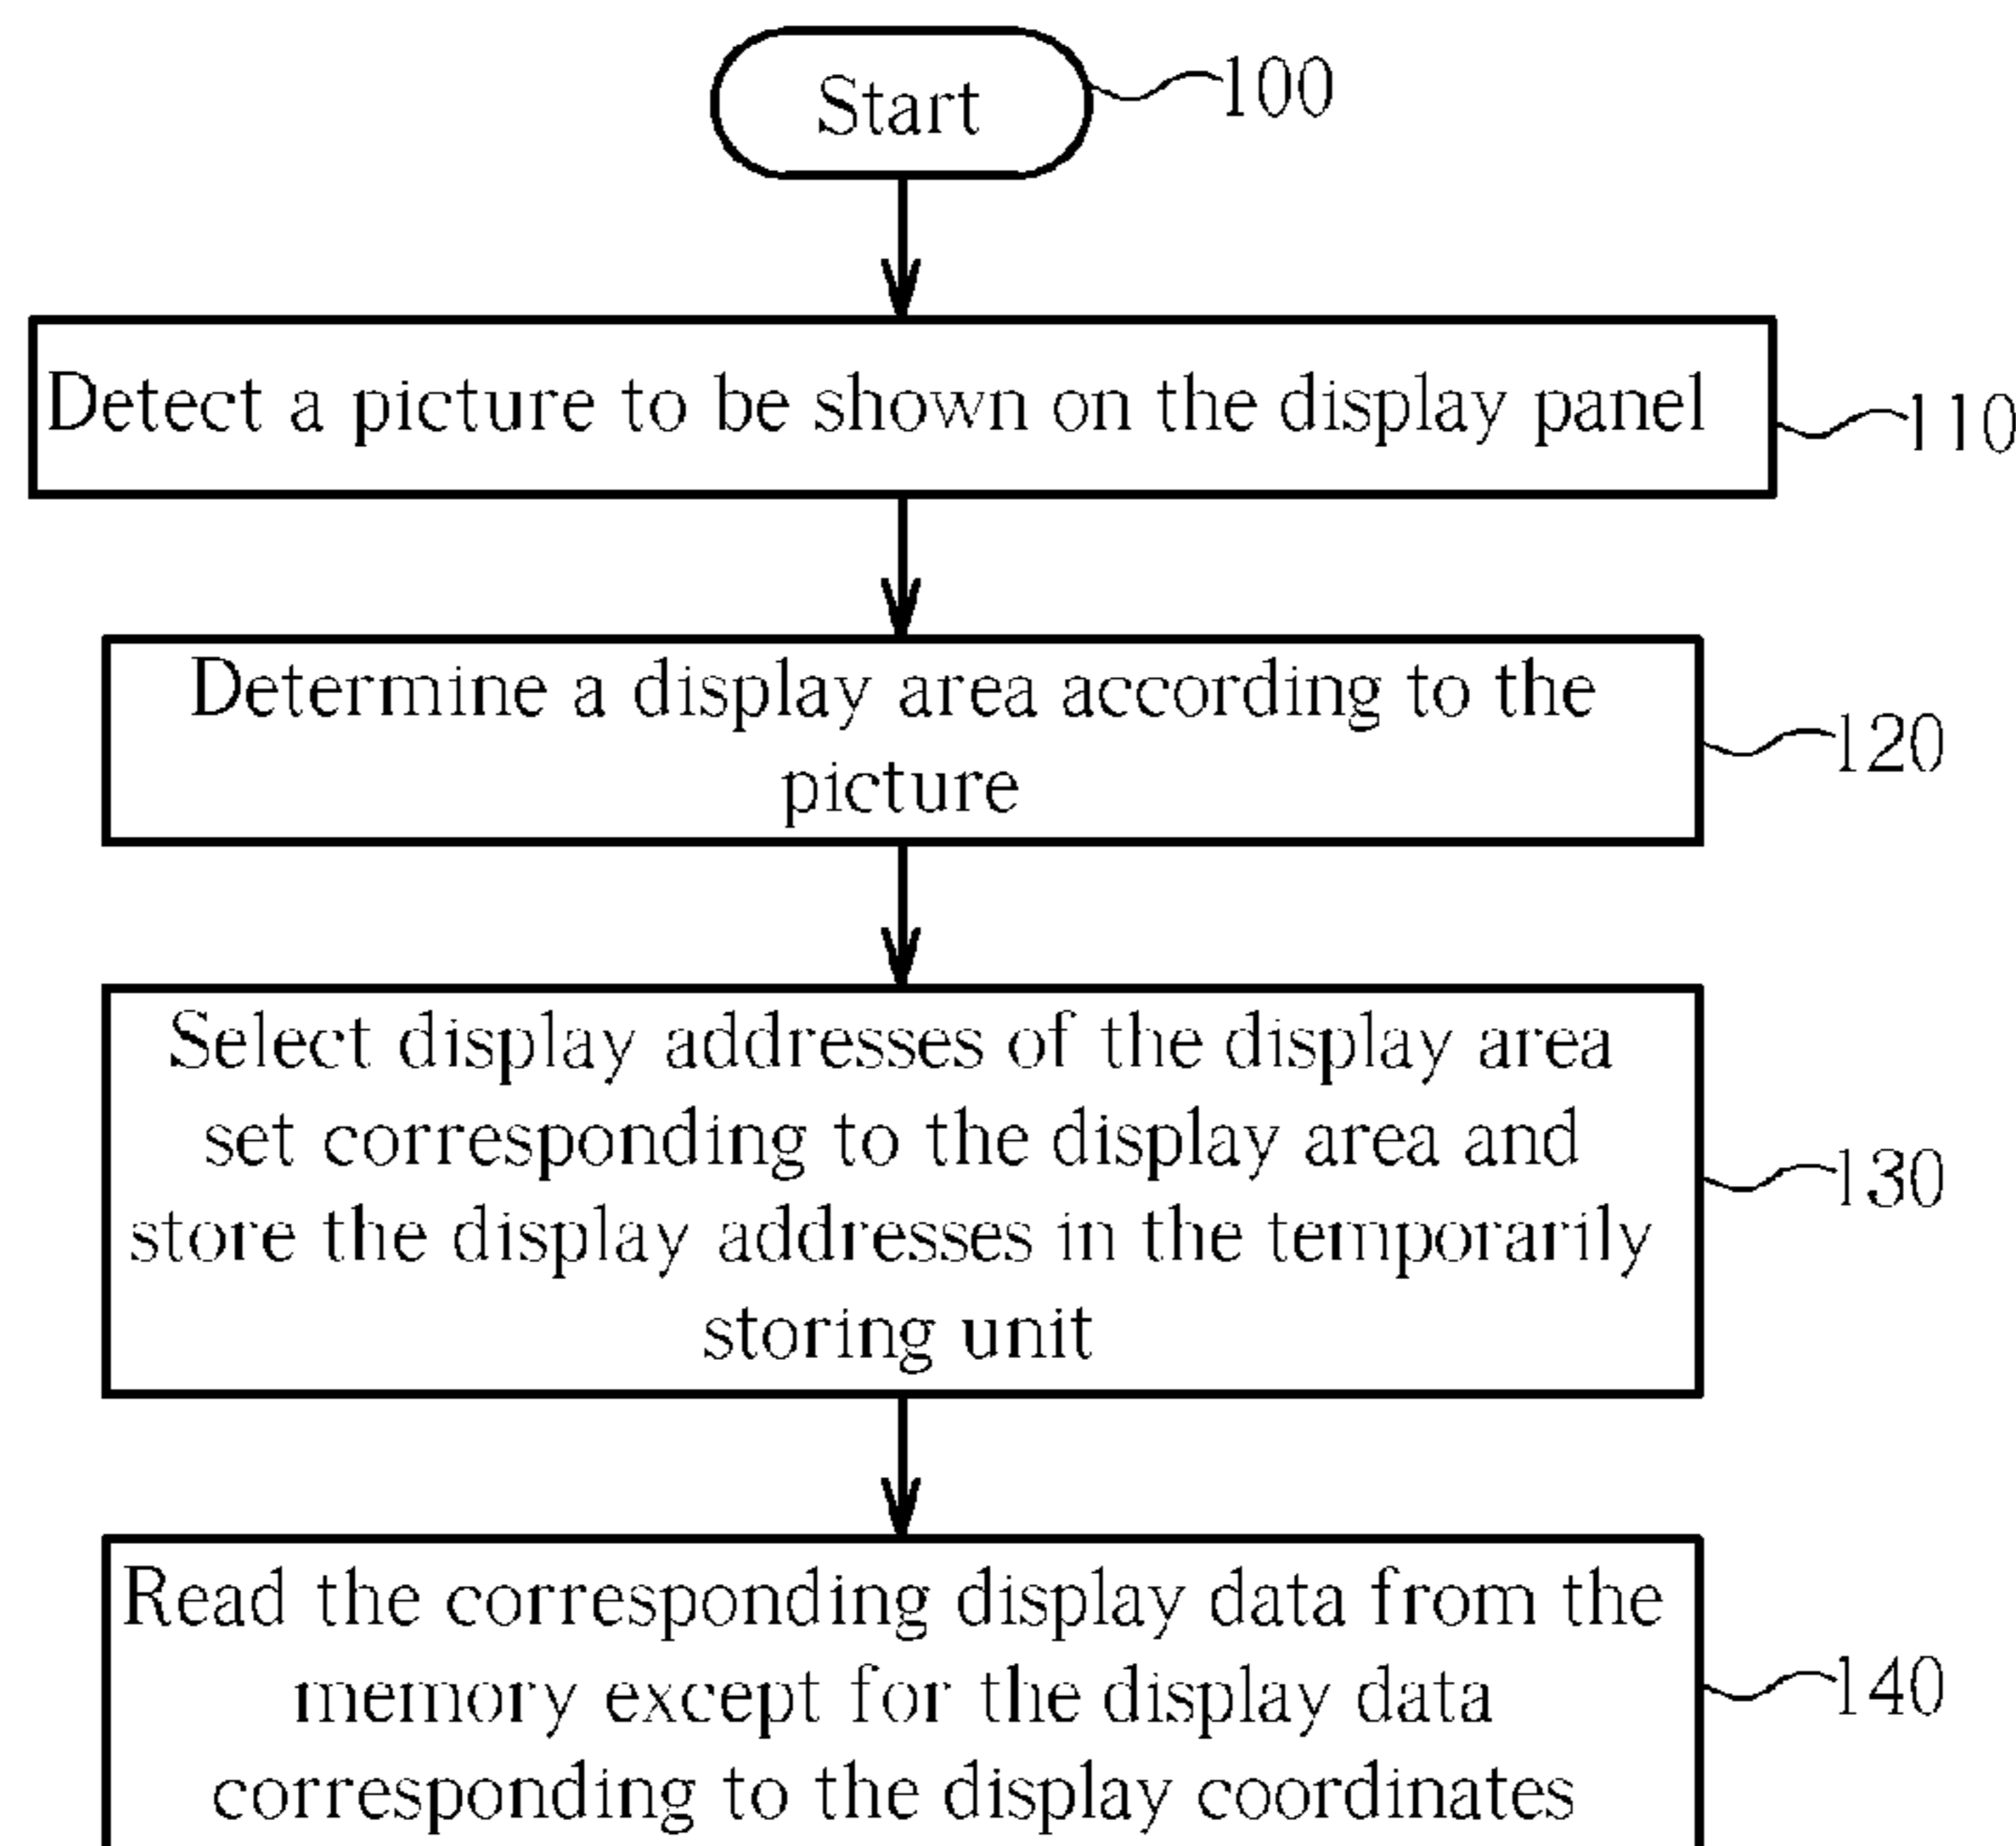 Start
100
Detect a picture to be shown on the display panel
110
Determine a display area according to the
picture
120
Select display addresses of the display area
set corresponding to the display area and
store the display addresses in the temporarily
storing unit
130
Read the corresponding display data from the
memory except for the display data
corresponding to the display coordinates
140